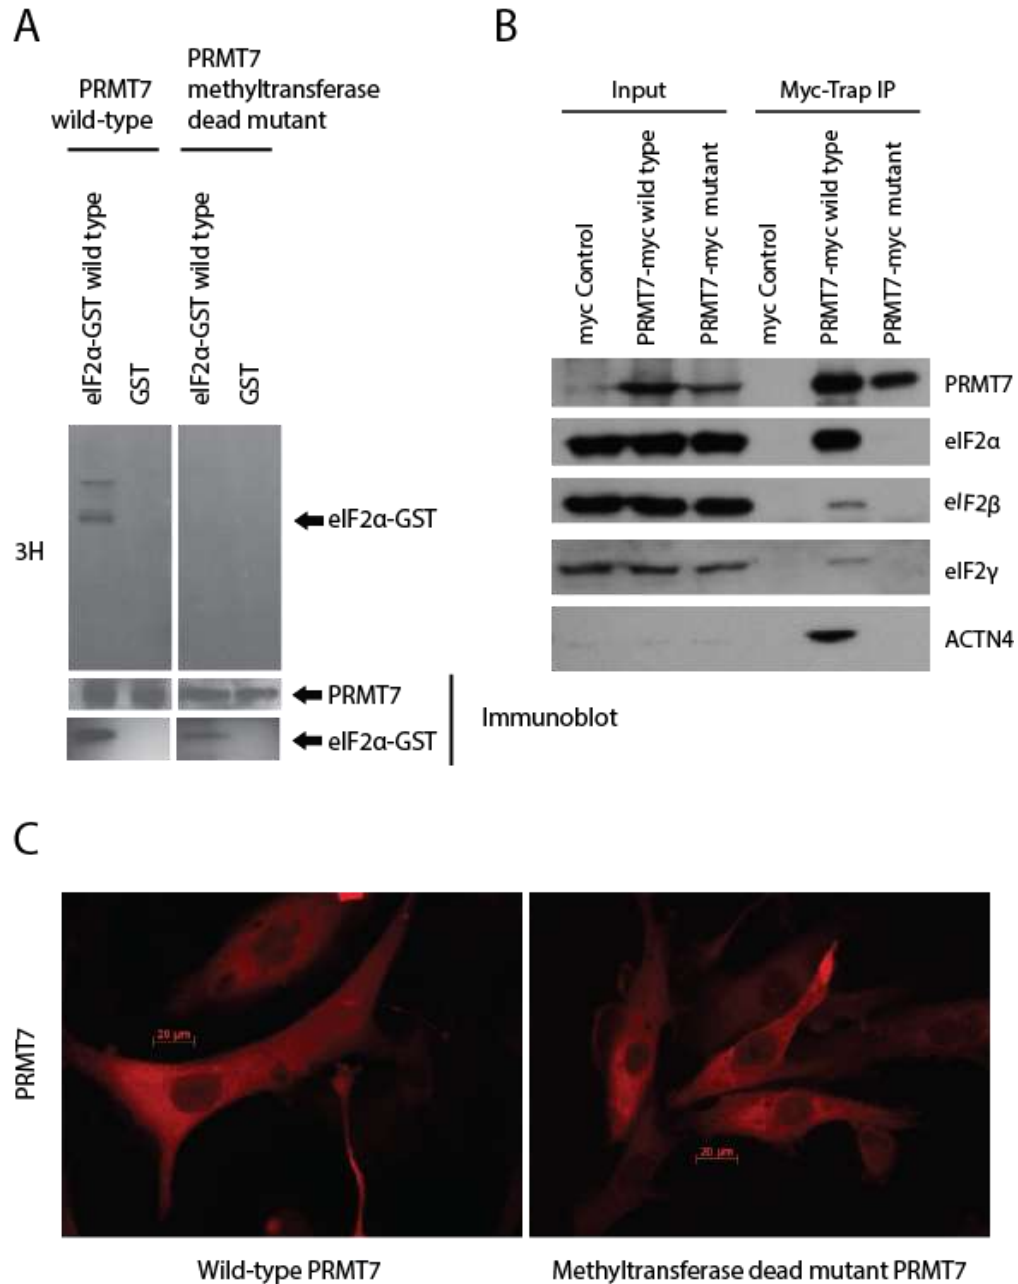 A
PRMT7
wild-type
PRMT7
methyltransferase
dead mutant
eIF2α-GST wild type
GST
eIF2α-GST wild type
GST
3H
eIF2α-GST
PRMT7
eIF2α-GST
Immunoblot
B
Input
Myc-Trap IP
myc Control
PRMT7-myc wild type
PRMT7-myc mutant
myc Control
PRMT7-myc wild type
PRMT7-myc mutant
PRMT7
eIF2α
eIF2β
eIF2γ
ACTN4
C
PRMT7
20 µm
20 µm
Wild-type PRMT7
Methyltransferase dead mutant PRMT7